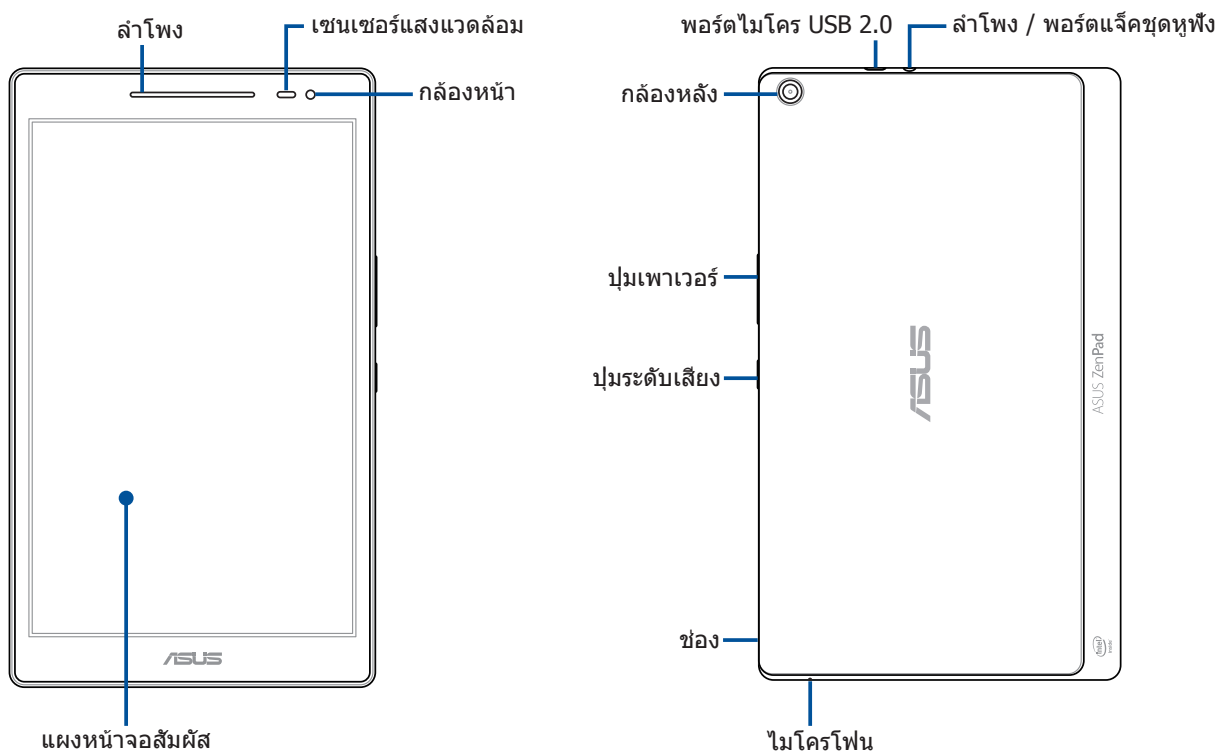 ลำโพง
เซนเซอร์แสงแวดล้อม
กล้องหน้า
ASUS
แผงหน้าจอสัมผัส
พอร์ตไมโคร USB 2.0
ลำโพง / พอร์ตแจ็คชุดหูฟัง
กล้องหลัง
ปุ่มเพาเวอร์
ปุ่มระดับเสียง
ASUS
ASUS ZenPad
ช่อง
intel inside
ไมโครโฟน